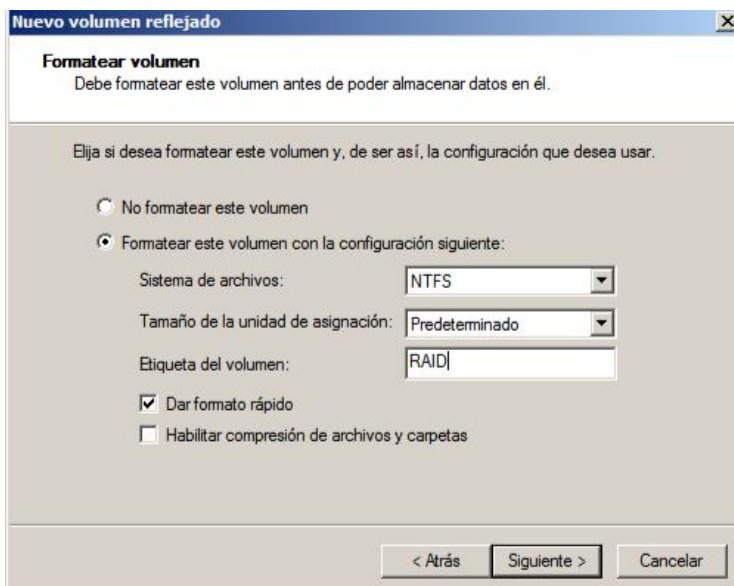 Nuevo volumen reflejado
Formatear volumen
Debe formatear este volumen antes de poder almacenar datos en él.
Elija si desea formatear este volumen y, de ser así, la configuración que desea usar.
No formatear este volumen
Formatear este volumen con la configuración siguiente:
Sistema de archivos: NTFS
Tamaño de la unidad de asignación: Predeterminado
Etiqueta del volumen: RAID
Dar formato rápido
Habilitar compresión de archivos y carpetas
< Atrás Siguiente > Cancelar